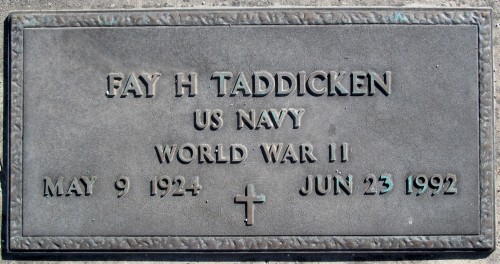 FAY H TADDICKEN
US NAVY
WORLD WAR II
MAY 9 1924 JUN 23 1992